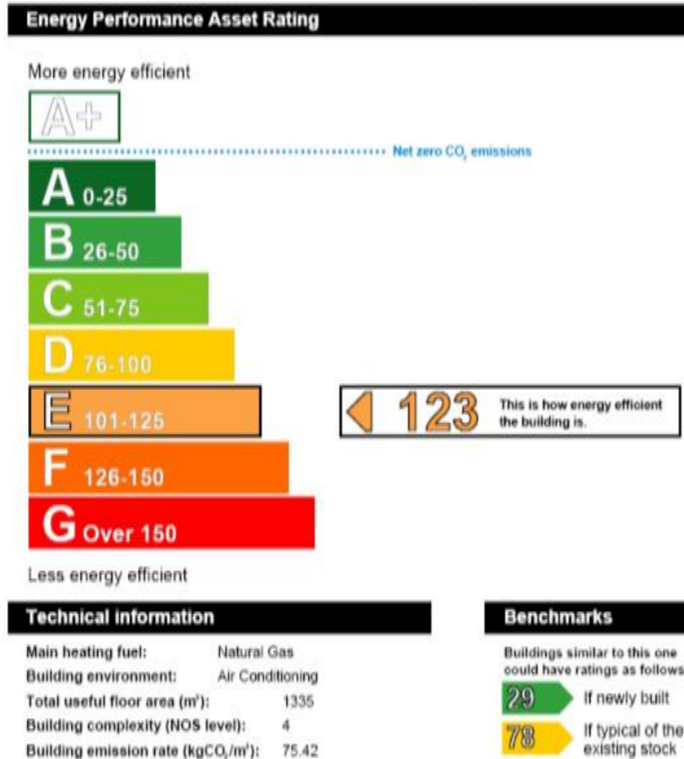 Energy Performance Asset Rating
More energy efficient
A+
Net zero CO₂ emissions
A 0-25
B 26-50
C 51-75
D 76-100
E 101-125
123 This is how energy efficient
the building is.
F 126-150
G Over 150
Less energy efficient
Technical information
Main heating fuel: Natural Gas
Building environment: Air Conditioning
Total useful floor area (m²): 1335
Building complexity (NOS level): 4
Building emission rate (kgCO₂/m²): 75.42
Benchmarks
Buildings similar to this one
could have ratings as follows
29 If newly built
78 If typical of the
existing stock